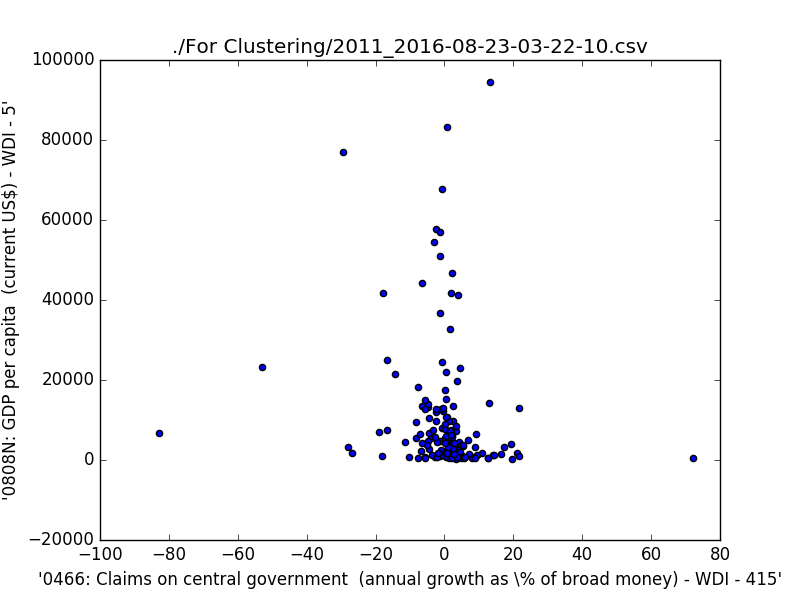 ./For Clustering/2011_2016-08-23-03-22-10.csv
100000
80000
60000
40000
20000
0
−20000
'0808N: GDP per capita  (current US$) - WDI - 5'
−100 −80 −60 −40 −20 0 20 40 60 80
'0466: Claims on central government  (annual growth as \% of broad money) - WDI - 415'